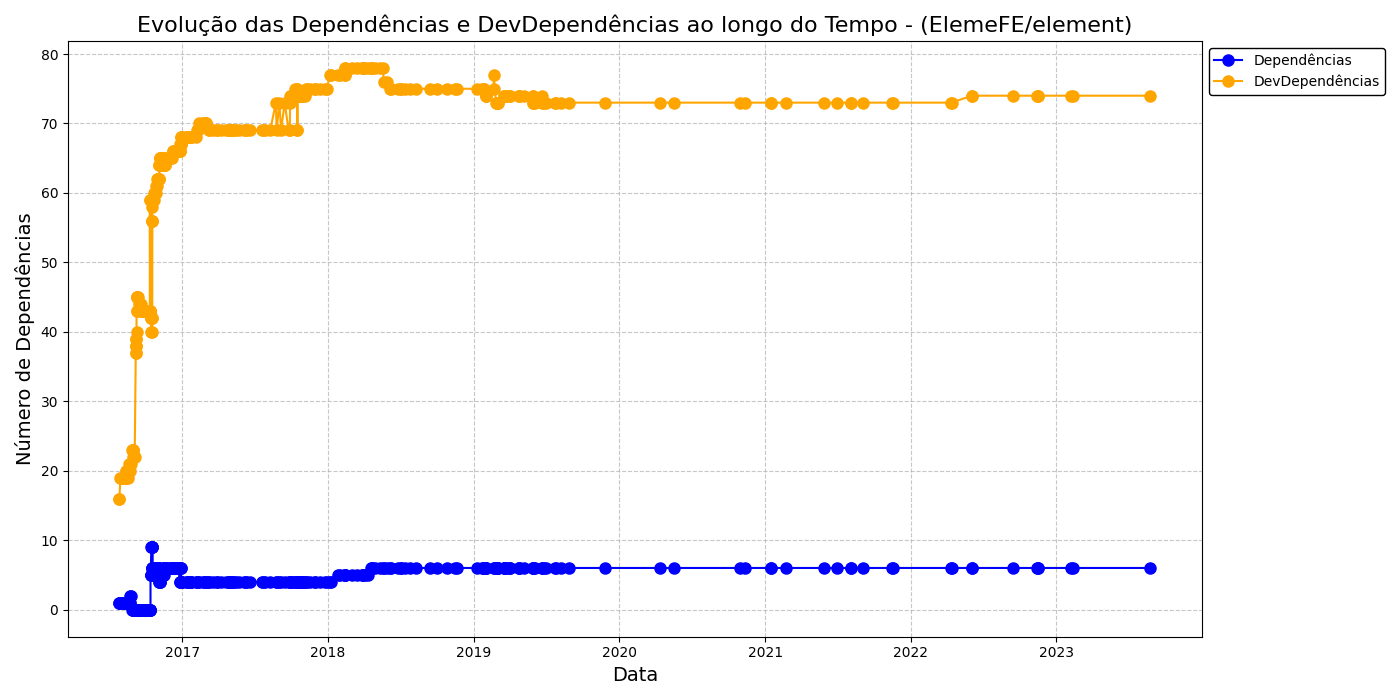 Evolução das Dependências e DevDependências ao longo do Tempo - (ElemeFE/element)
Dependências
DevDependências
Número de Dependências
80
70
60
50
40
30
20
10
0
2017 2018 2019 2020 2021 2022 2023
Data